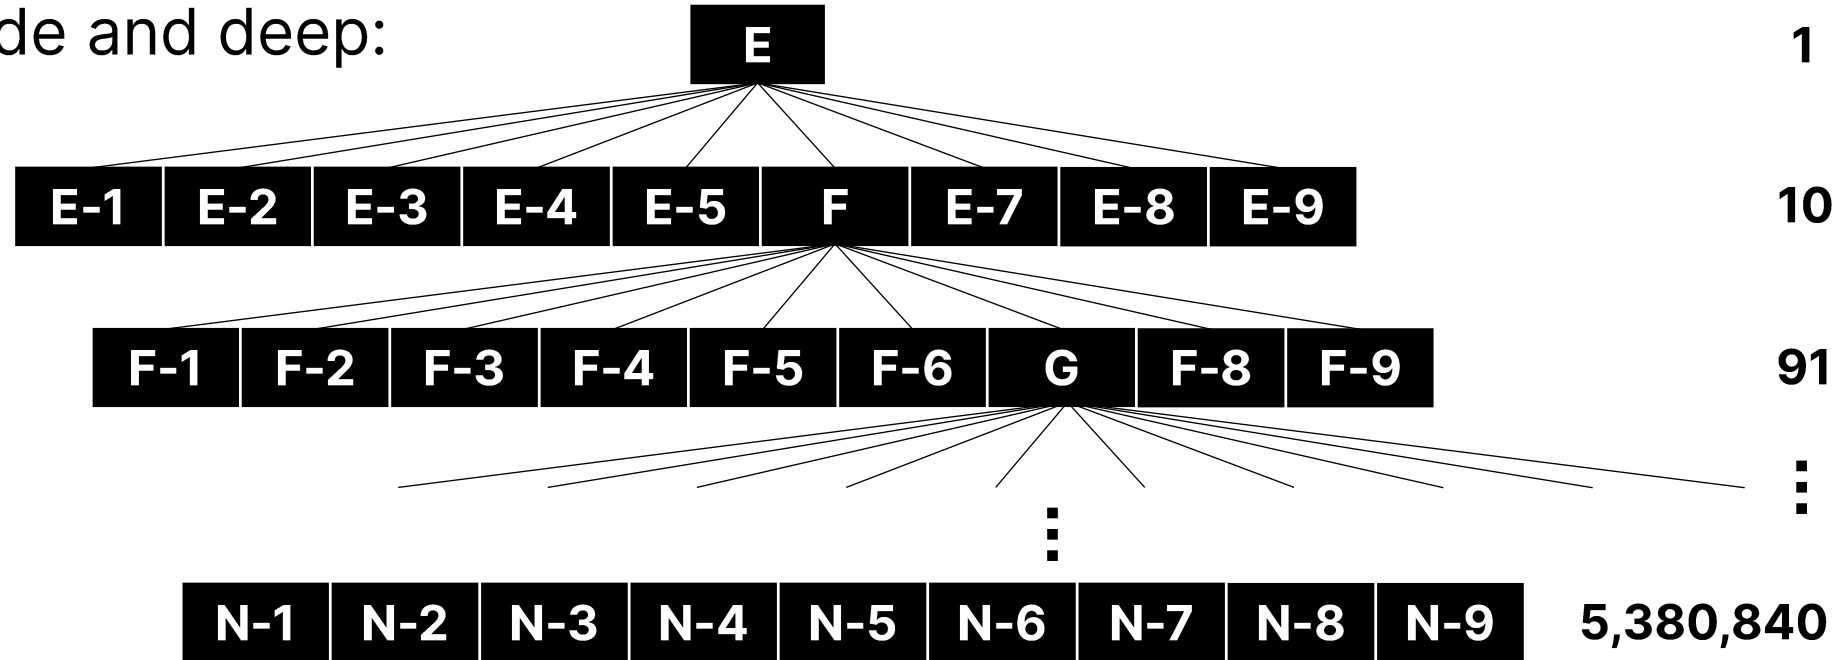 de and deep:
E 1
E-1 E-2 E-3 E-4 E-5 F E-7 E-8 E-9 10
F-1 F-2 F-3 F-4 F-5 F-6 G F-8 F-9 91
⋮
⋮
N-1 N-2 N-3 N-4 N-5 N-6 N-7 N-8 N-9 5,380,840